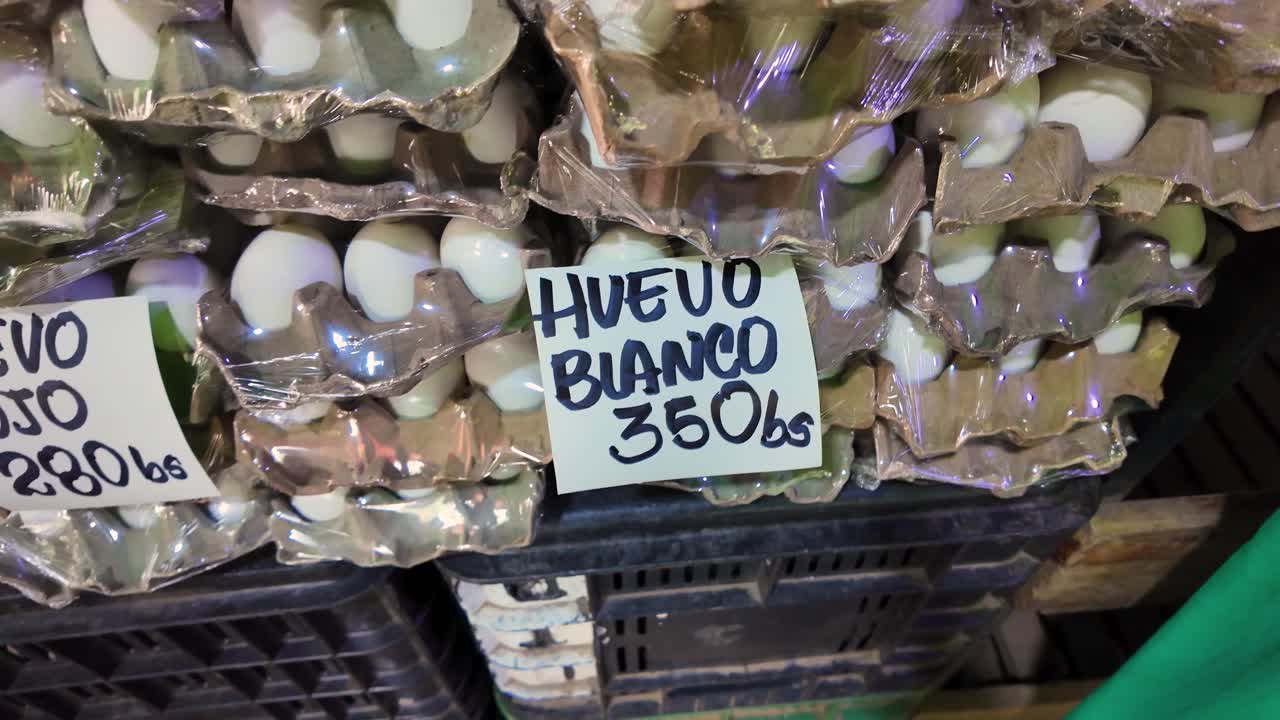 EVO
OJO
280bs
HUEVO
BLANCO
350bs